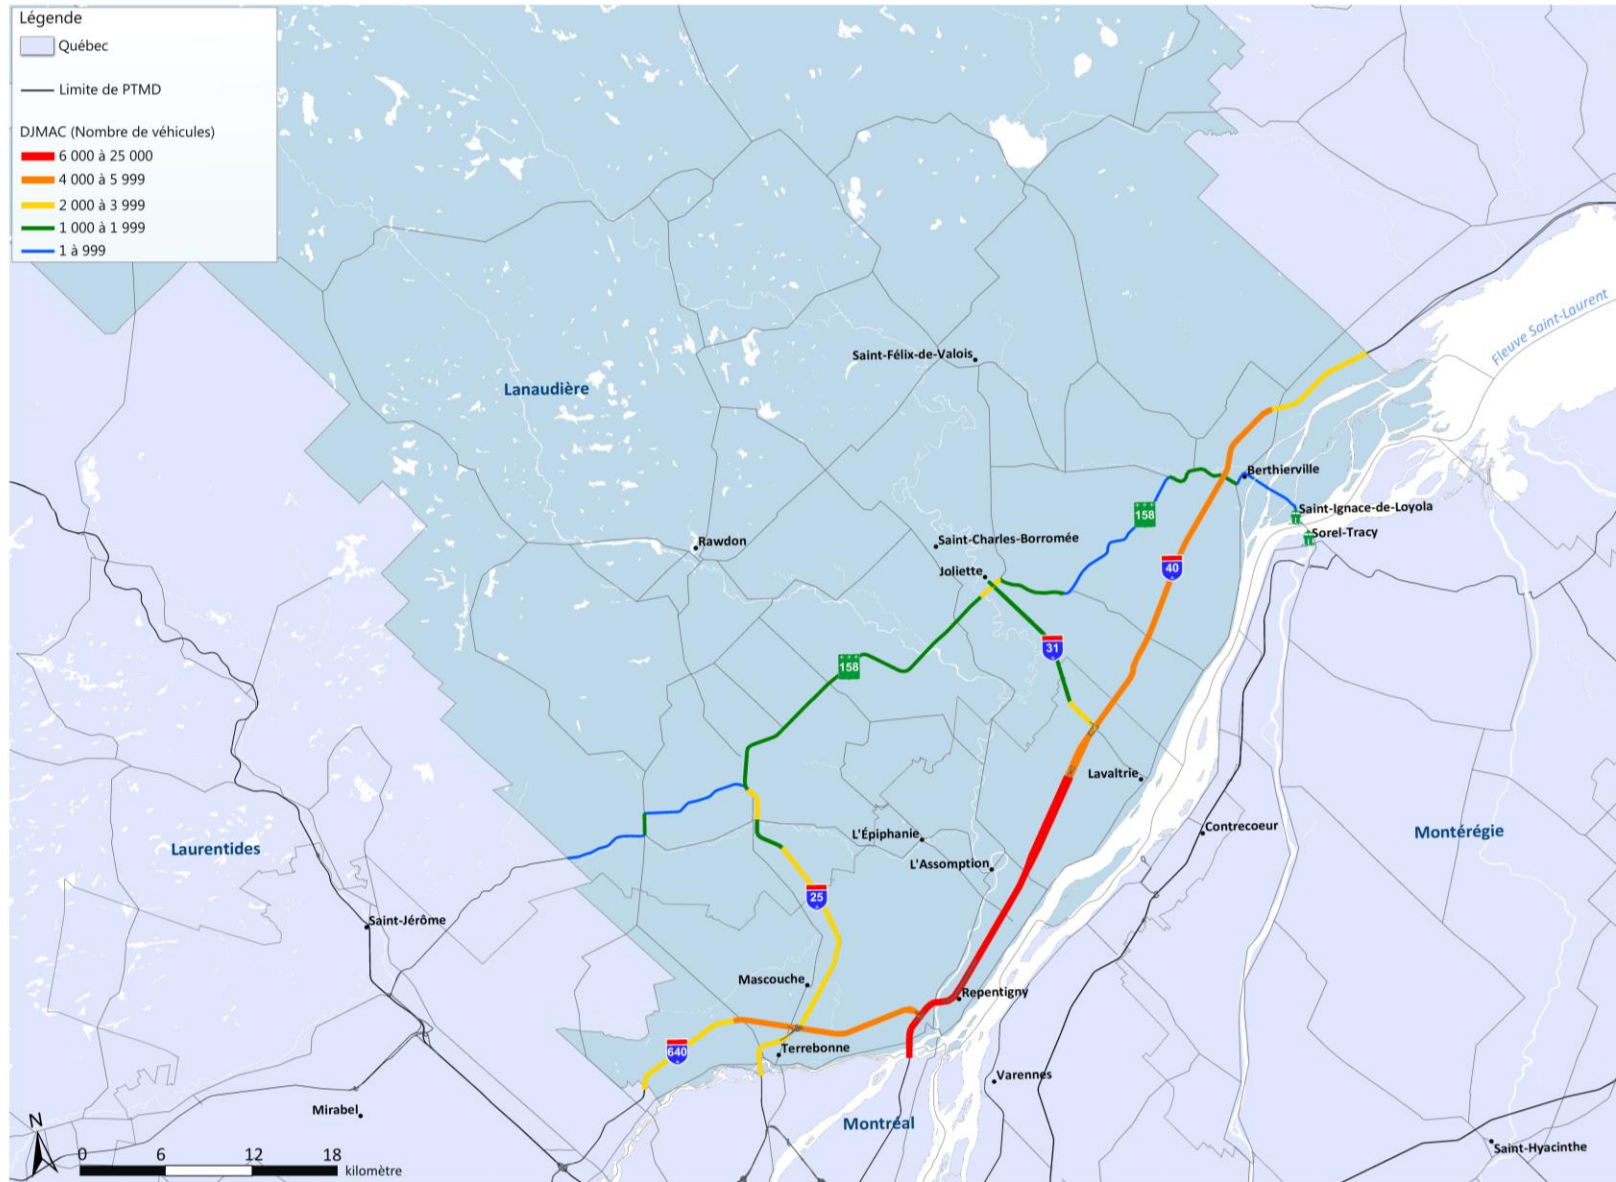 Légende
Québec
Limite de PTMD
DJMAC (Nombre de véhicules)
6 000 à 25 000
4 000 à 5 999
2 000 à 3 999
1 000 à 1 999
1 à 999
Fleuve Saint-Laurent
Saint-Félix-de-Valois
Lanaudière
Berthierville
158
Saint-Ignace-de-Loyola
Sorel-Tracy
Rawdon
Saint-Charles-Borromée
Joliette
40
31
158
Lavaltrie
Contrecoeur
Montérégie
L'Épiphanie
Laurentides
L'Assomption
25
Saint-Jérôme
Mascouche
Repentigny
640
Terrebonne
Varennes
Mirabel
Montréal
Saint-Hyacinthe
N
0 6 12 18
kilomètre